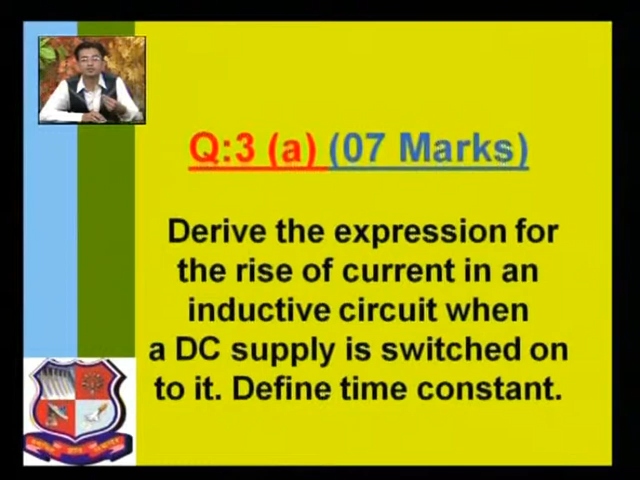 Q:3 (a) (07 Marks)
Derive the expression for
the rise of current in an
inductive circuit when
a DC supply is switched on
to it. Define time constant.